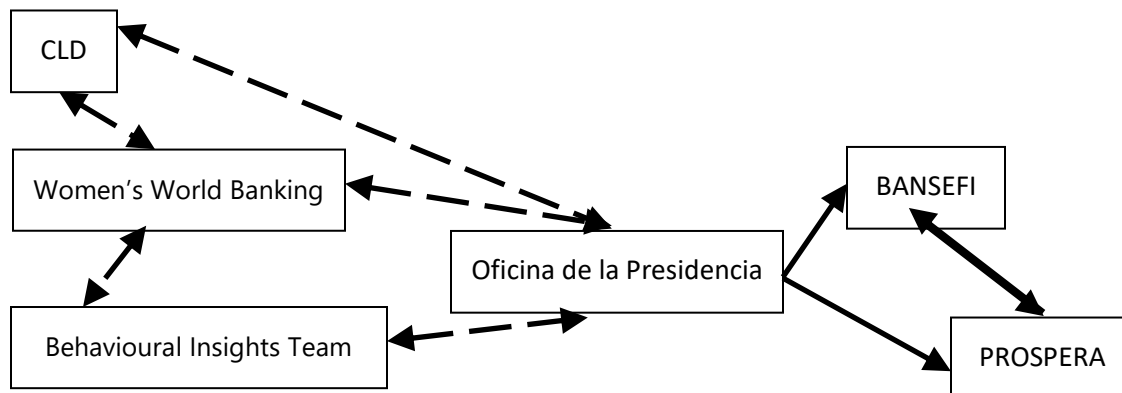 CLD
Women’s World Banking
BANSEFI
Oficina de la Presidencia
Behavioural Insights Team
PROSPERA